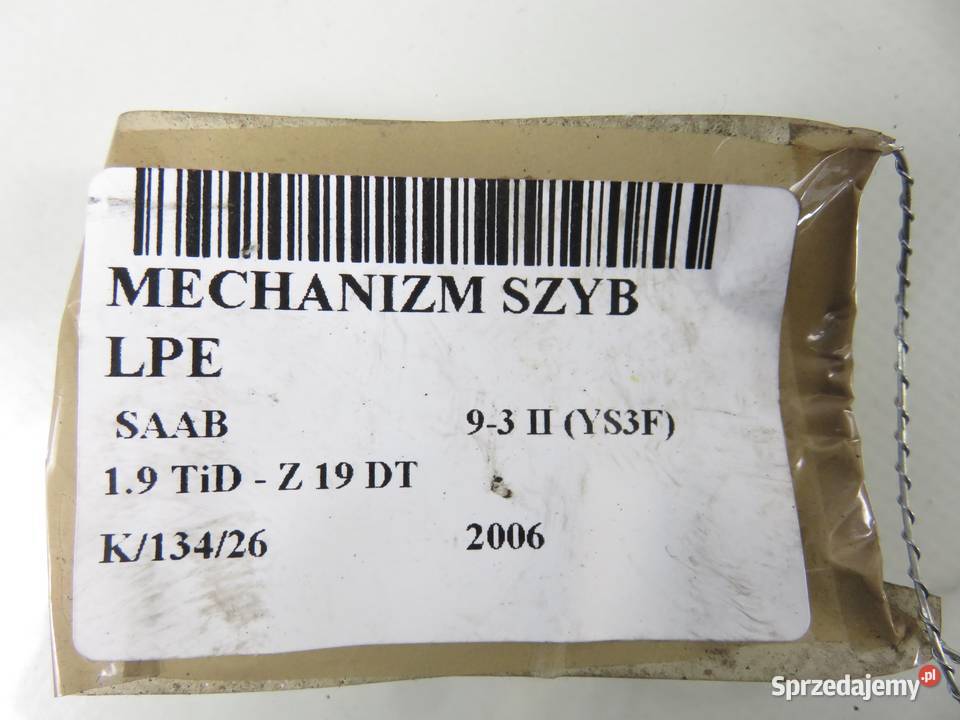 MECHANIZM SZYB
LPE
SAAB 9-3 II (YS3F)
1.9 TiD - Z 19 DT
K/134/26 2006
Sprzedajemy.pl